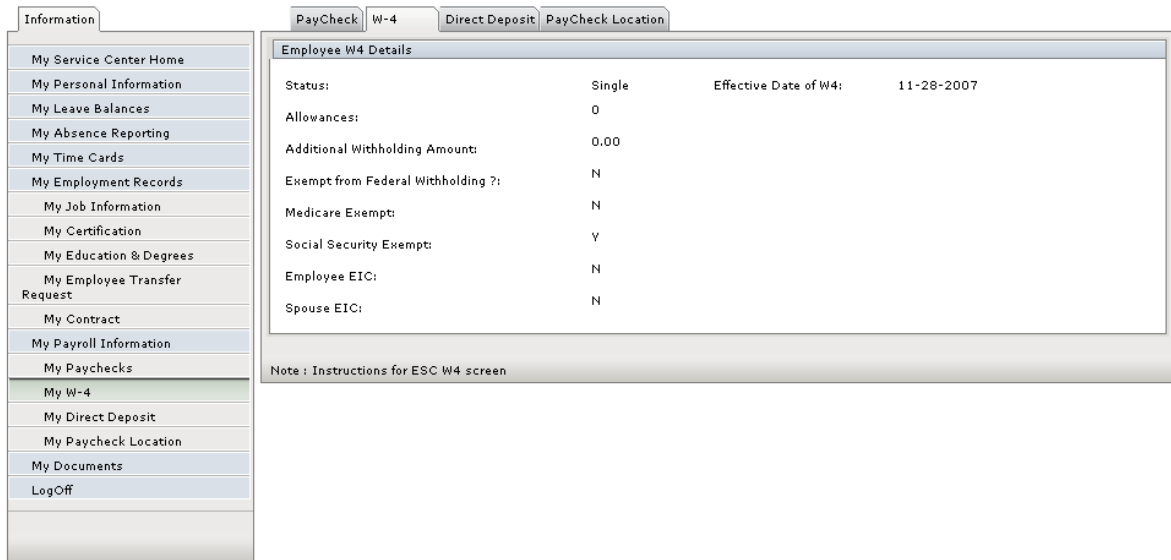 Information
My Service Center Home
My Personal Information
My Leave Balances
My Absence Reporting
My Time Cards
My Employment Records
My Job Information
My Certification
My Education & Degrees
My Employee Transfer
Request
My Contract
My Payroll Information
My Paychecks
My W-4
My Direct Deposit
My Paycheck Location
My Documents
LogOff
PayCheck W-4 Direct Deposit PayCheck Location
Employee W4 Details
Status: Single Effective Date of W4: 11-28-2007
Allowances: 0
Additional Withholding Amount: 0.00
Exempt from Federal Withholding ?: N
Medicare Exempt: N
Social Security Exempt: Y
Employee EIC: N
Spouse EIC: N
Note : Instructions for ESC W4 screen